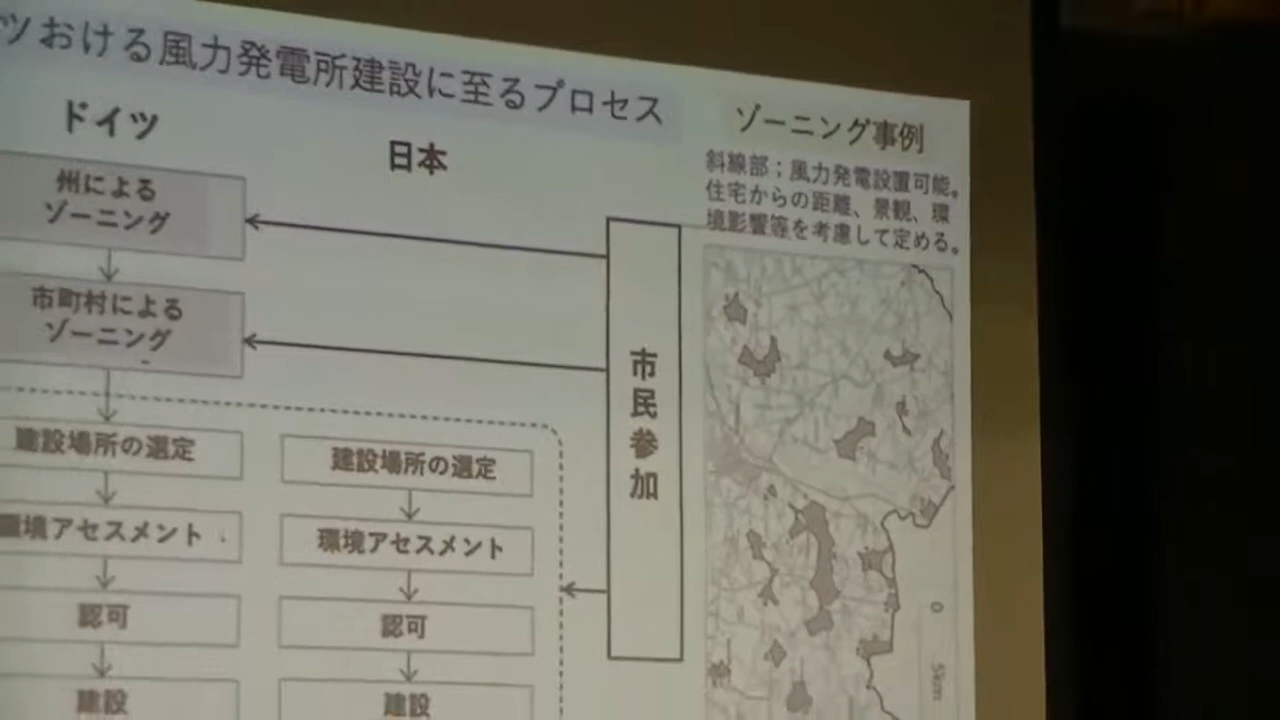 ツおける風力発電所建設に至るプロセス
ドイツ
日本
州による
ゾーニング
市町村による
ゾーニング
建設場所の選定
環境アセスメント
認可
建設
建設場所の選定
環境アセスメント
認可
建設
市民参加
ゾーニング事例
斜線部；風力発電設置可能。
住宅からの距離、景観、環
境影響等を考慮して定める。
0
5km